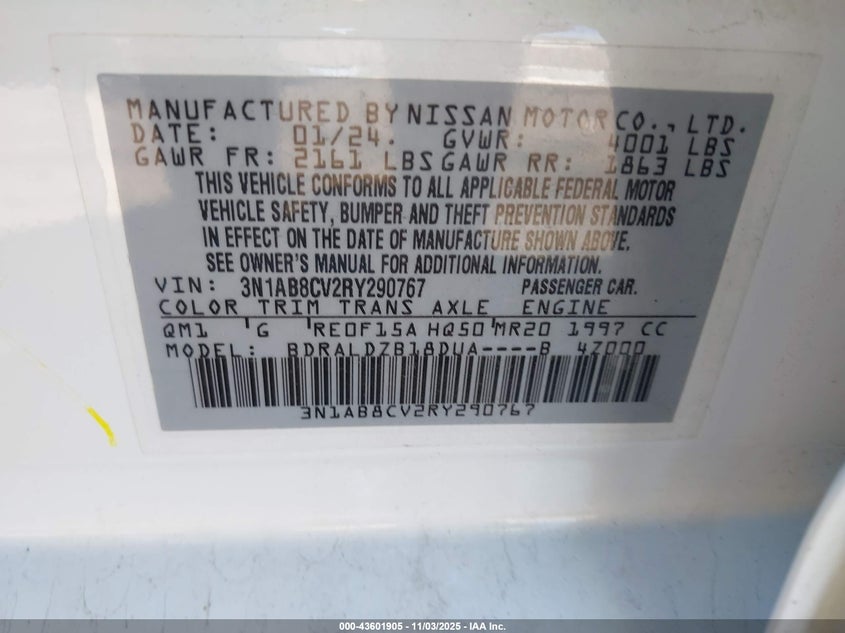 MANUFACTURED BY NISSAN MOTOR CO., LTD.
DATE: 01/24. GVWR: 4001 LBS
GAWR FR: 2161 LBS GAWR RR: 1863 LBS
THIS VEHICLE CONFORMS TO ALL APPLICABLE FEDERAL MOTOR
VEHICLE SAFETY, BUMPER AND THEFT PREVENTION STANDARDS
IN EFFECT ON THE DATE OF MANUFACTURE SHOWN ABOVE.
SEE OWNER'S MANUAL FOR ADDITIONAL INFORMATION.
VIN: 3N1AB8CV2RY290767 PASSENGER CAR.
COLOR TRIM TRANS AXLE ENGINE
QM1 'G 'RE0F15A HQ50 'MR20 1997 CC
MODEL: BDRALDZB18DUA----B 4Z000
3N1AB8CV2RY290767
000-43601905 - 11/03/2025 - IAA Inc.